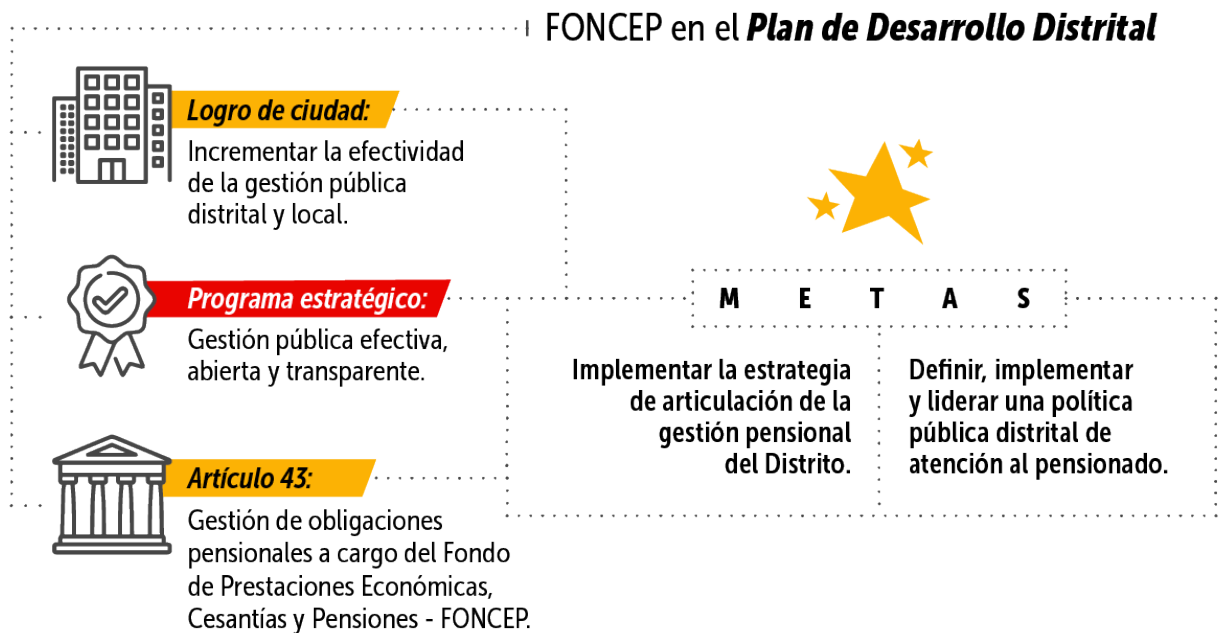 FONCEP en el Plan de Desarrollo Distrital
Logro de ciudad:
Incrementar la efectividad
de la gestión pública
distrital y local.
Programa estratégico:
Gestión pública efectiva,
abierta y transparente.
Artículo 43:
Gestión de obligaciones
pensionales a cargo del Fondo
de Prestaciones Económicas,
Cesantías y Pensiones - FONCEP.
METAS
Implementar la estrategia
de articulación de la
gestión pensional
del Distrito.
Definir, implementar
y liderar una política
pública distrital de
atención al pensionado.